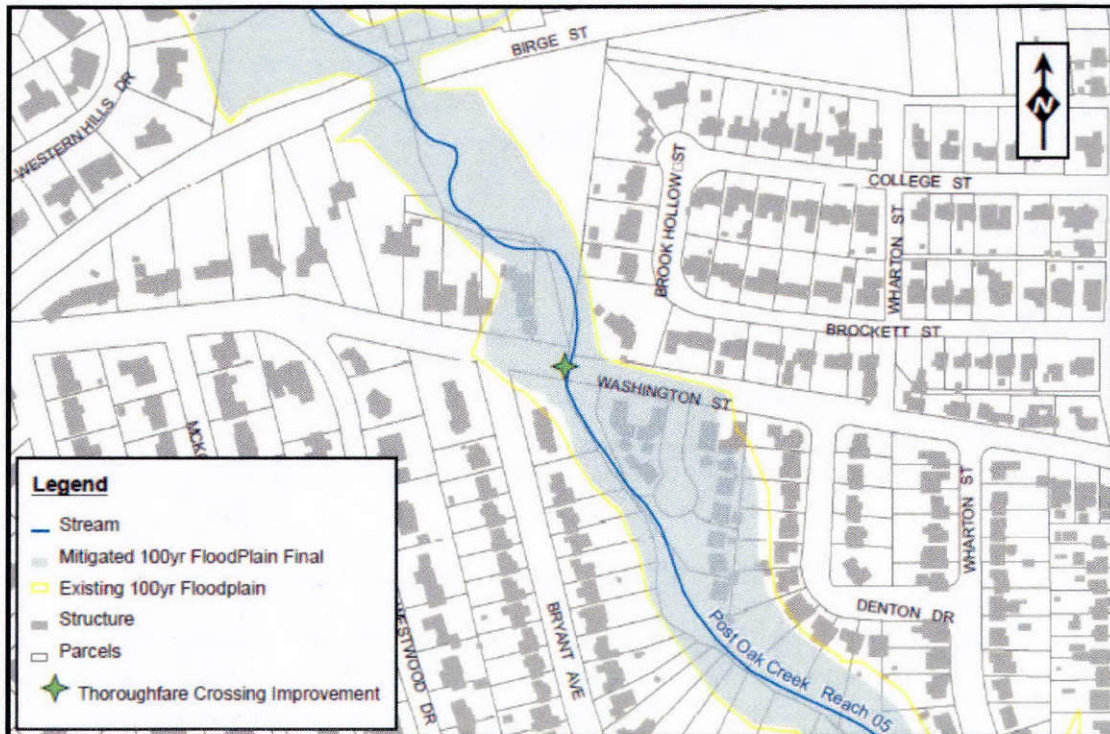 BIRGE ST
N
WESTERN HILLS DR
COLLEGE ST
BROOK HOLLOW□ST
WHARTON ST
BROCKETT ST
WASHINGTON ST
WHARTON ST
DENTON DR
BRYANT AVE
WESTWOOD DR
Post Oak Creek Reach 05
Legend
Stream
Mitigated 100yr FloodPlain Final
Existing 100yr Floodplain
Structure
Parcels
Thoroughfare Crossing Improvement